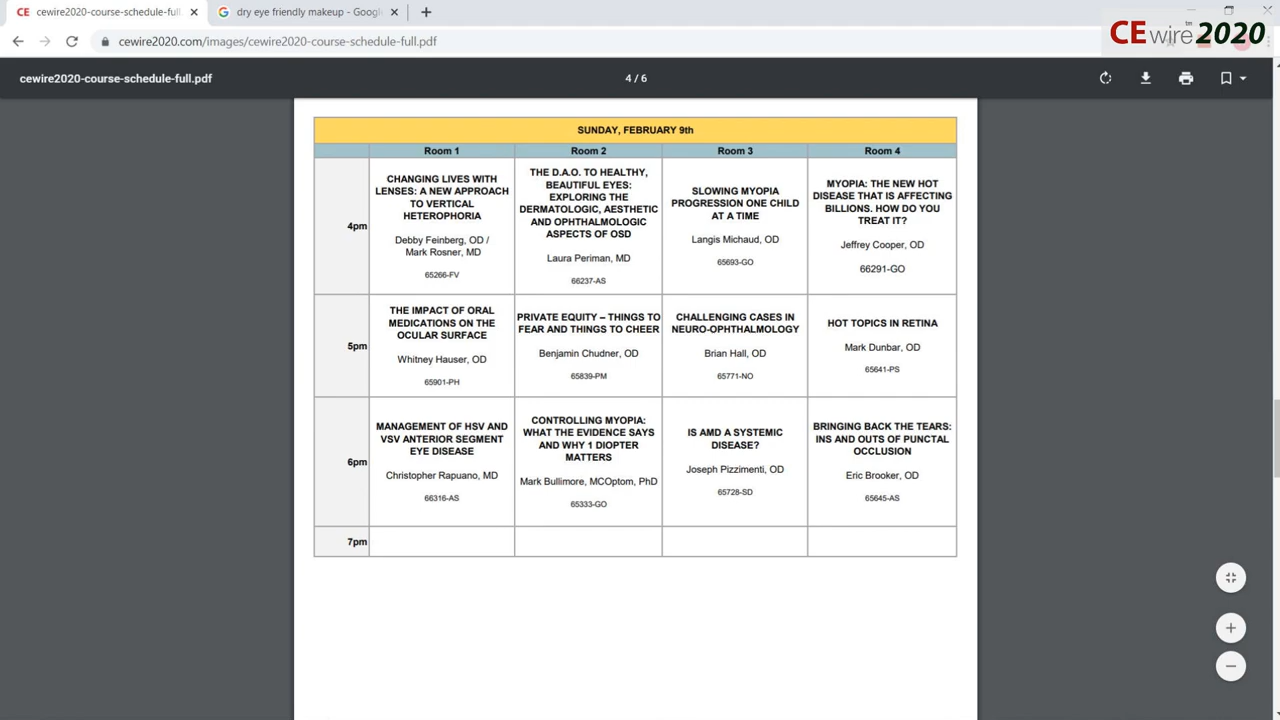 cewire2020-course-schedule-full
dry eye friendly makeup - Googl
CEwire™2020
cewire2020.com/images/cewire2020-course-schedule-full.pdf
cewire2020-course-schedule-full.pdf
4 / 6
SUNDAY, FEBRUARY 9th
Room 1 Room 2 Room 3 Room 4
4pm
CHANGING LIVES WITH
LENSES: A NEW APPROACH
TO VERTICAL
HETEROPHORIA
Debby Feinberg, OD /
Mark Rosner, MD
65266-FV
THE D.A.O. TO HEALTHY,
BEAUTIFUL EYES:
EXPLORING THE
DERMATOLOGIC, AESTHETIC
AND OPHTHALMOLOGIC
ASPECTS OF OSD
Laura Periman, MD
66237-AS
SLOWING MYOPIA
PROGRESSION ONE CHILD
AT A TIME
Langis Michaud, OD
65693-GO
MYOPIA: THE NEW HOT
DISEASE THAT IS AFFECTING
BILLIONS. HOW DO YOU
TREAT IT?
Jeffrey Cooper, OD
66291-GO
5pm
THE IMPACT OF ORAL
MEDICATIONS ON THE
OCULAR SURFACE
Whitney Hauser, OD
65901-PH
PRIVATE EQUITY – THINGS TO
FEAR AND THINGS TO CHEER
Benjamin Chudner, OD
65839-PM
CHALLENGING CASES IN
NEURO-OPHTHALMOLOGY
Brian Hall, OD
65771-NO
HOT TOPICS IN RETINA
Mark Dunbar, OD
65641-PS
6pm
MANAGEMENT OF HSV AND
VSV ANTERIOR SEGMENT
EYE DISEASE
Christopher Rapuano, MD
66316-AS
CONTROLLING MYOPIA:
WHAT THE EVIDENCE SAYS
AND WHY 1 DIOPTER
MATTERS
Mark Bullimore, MCOptom, PhD
65333-GO
IS AMD A SYSTEMIC
DISEASE?
Joseph Pizzimenti, OD
65728-SD
BRINGING BACK THE TEARS:
INS AND OUTS OF PUNCTAL
OCCLUSION
Eric Brooker, OD
65645-AS
7pm